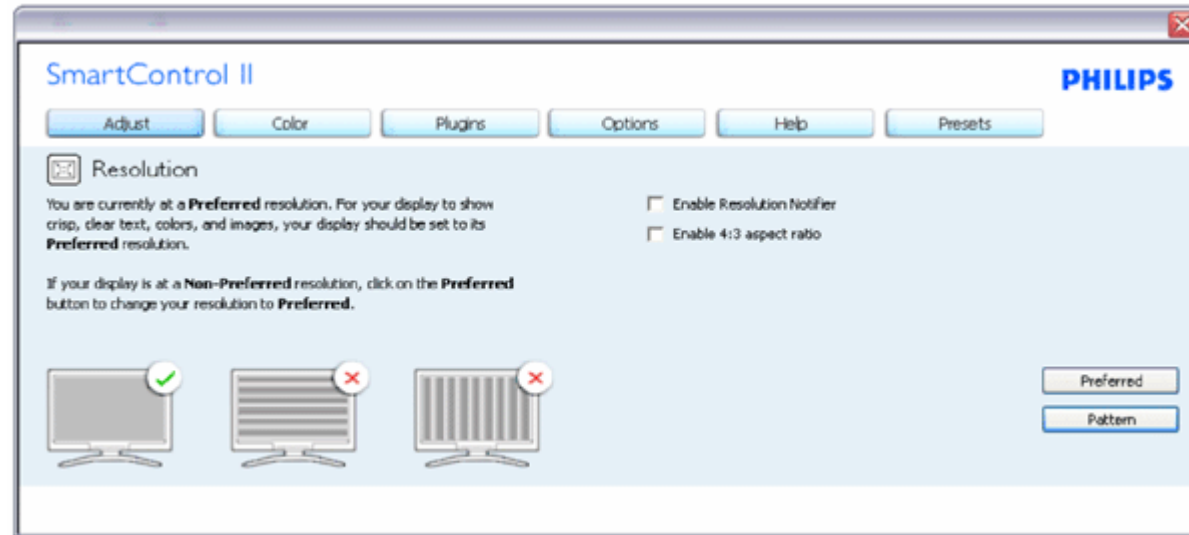 SmartControl II
PHILIPS
Adjust
Color
Plugins
Options
Help
Presets
Resolution
You are currently at a Preferred resolution. For your display to show
crisp, clear text, colors, and images, your display should be set to its
Preferred resolution.
If your display is at a Non-Preferred resolution, click on the Preferred
button to change your resolution to Preferred.
Enable Resolution Notifier
Enable 4:3 aspect ratio
Preferred
Pattern